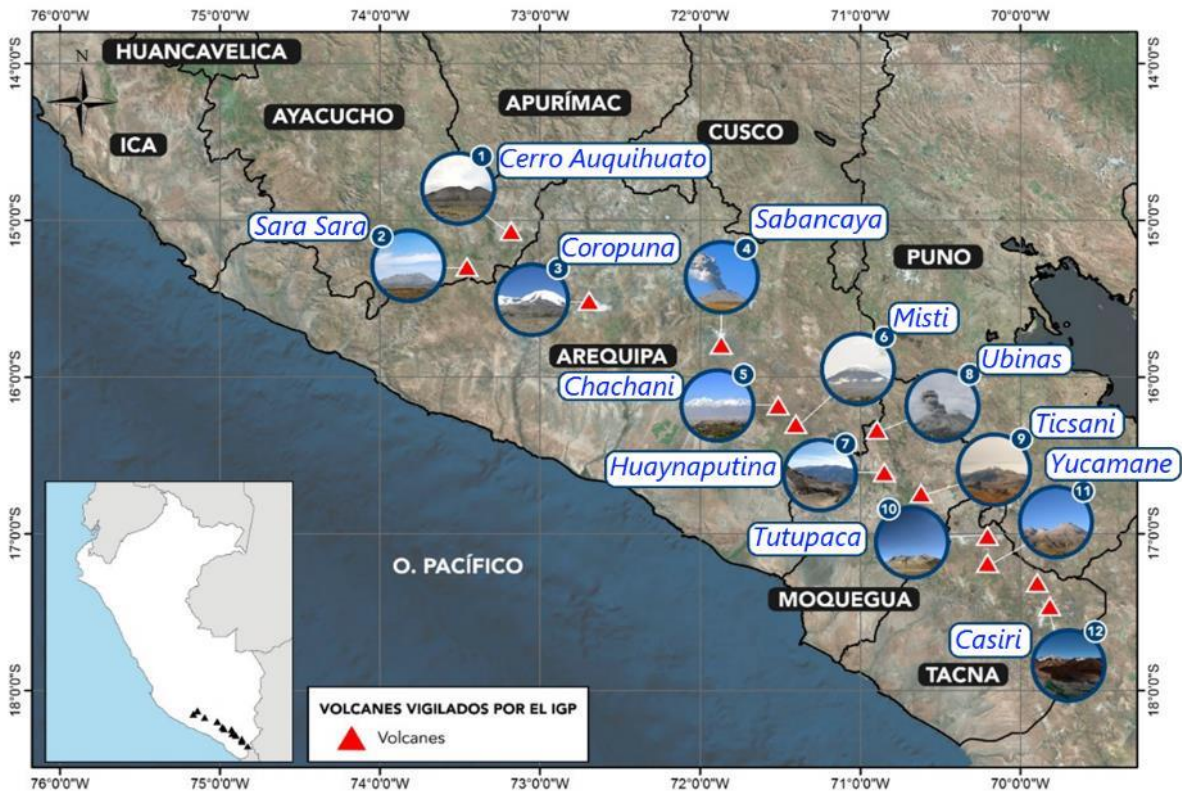 76°0'0"W 75°0'0"W 74°0'0"W 73°0'0"W 72°0'0"W 71°0'0"W 70°0'0"W
14°0'0"S 14°0'0"S
HUANCAVELICA
N
APURÍMAC
AYACUCHO
CUSCO
ICA
1 Cerro Auquihuato
15°0'0"S 15°0'0"S
Sara Sara
2
Coropuna
3
Sabancaya
4
PUNO
Misti
6
AREQUIPA
Ubinas
8
16°0'0"S 16°0'0"S
Chachani
5
Ticsani
9
Huaynaputina
7
Yucamane
11
10
Tutupaca
17°0'0"S 17°0'0"S
O. PACÍFICO
MOQUEGUA
Casiri
12
TACNA
18°0'0"S 18°0'0"S
VOLCANES VIGILADOS POR EL IGP
Volcanes
76°0'0"W 75°0'0"W 74°0'0"W 73°0'0"W 72°0'0"W 71°0'0"W 70°0'0"W